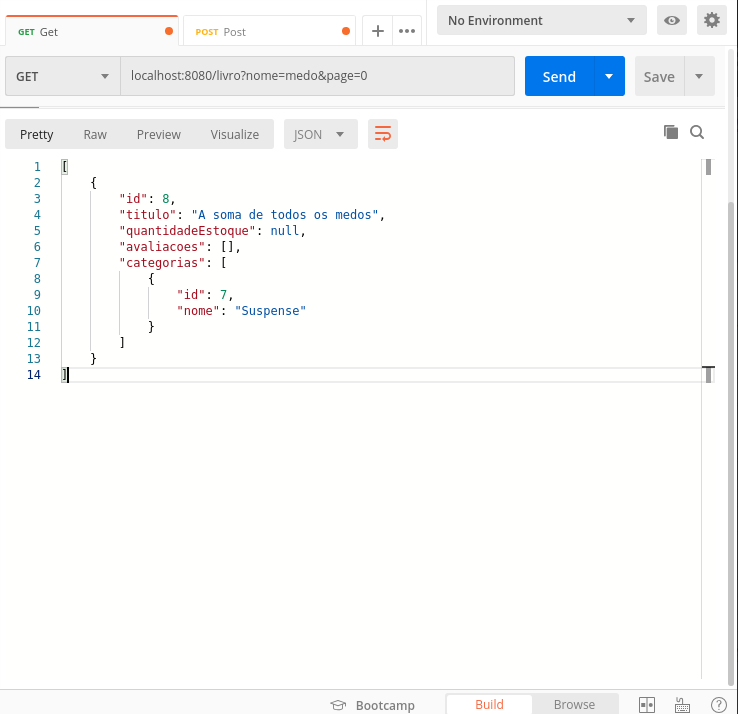 GET Get
POST Post
No Environment
GET
localhost:8080/livro?nome=medo&page=0
Send
Save
Pretty Raw Preview Visualize JSON
1 [
2 {
3 "id": 8,
4 "titulo": "A soma de todos os medos",
5 "quantidadeEstoque": null,
6 "avaliacoes": [],
7 "categorias": [
8 {
9 "id": 7,
10 "nome": "Suspense"
11 }
12 ]
13 }
14 ]
Bootcamp Build Browse